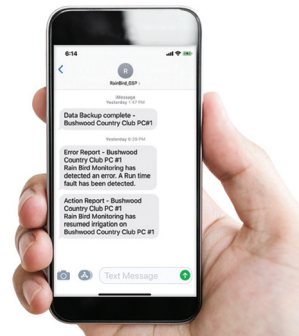 6:14
R
RainBird_GSP
iMessage
Yesterday 1:47 PM
Data Backup complete -
Bushwood Country Club PC#1
Yesterday 6:29 PM
Error Report - Bushwood
Country Club PC #1
Rain Bird Monitoring has
detected an error. A Run time
fault has been detected.
Action Report - Bushwood
Country Club PC #1
Rain Bird Monitoring has
resumed irrigation on
Bushwood Country Club PC #1
Text Message